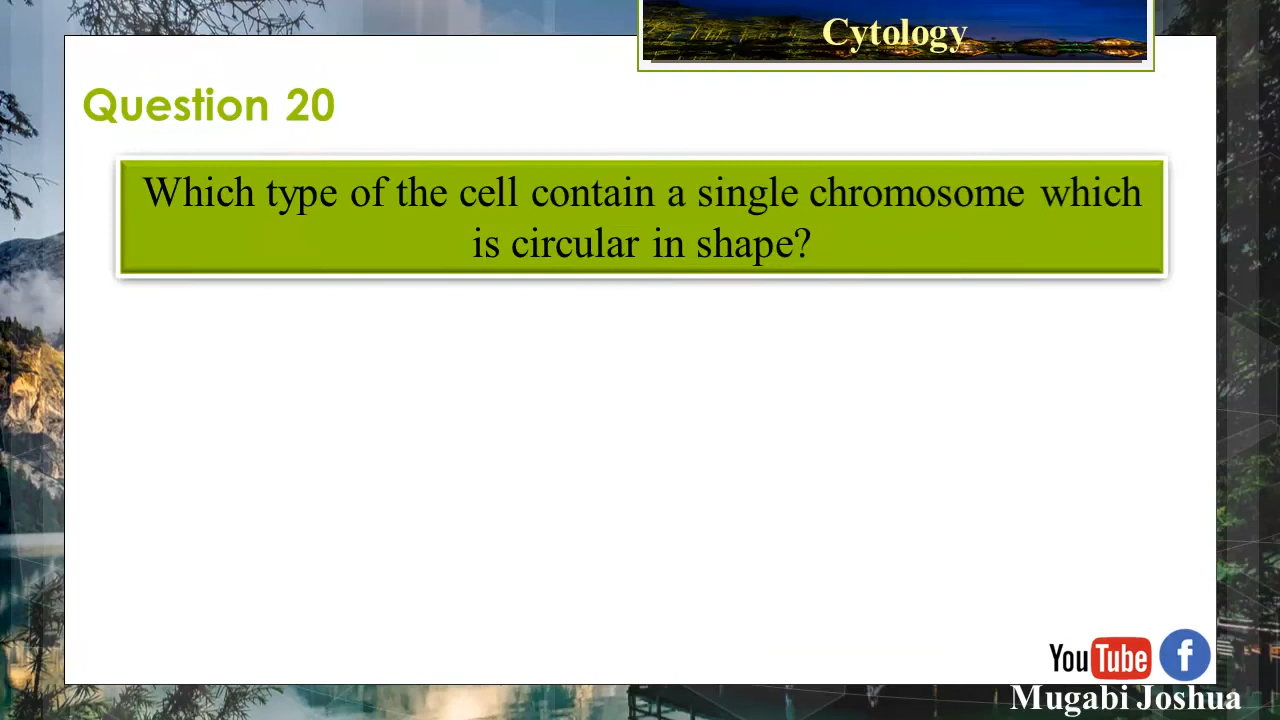 Cytology
Question 20
Which type of the cell contain a single chromosome which
is circular in shape?
YouTube f
Mugabi Joshua